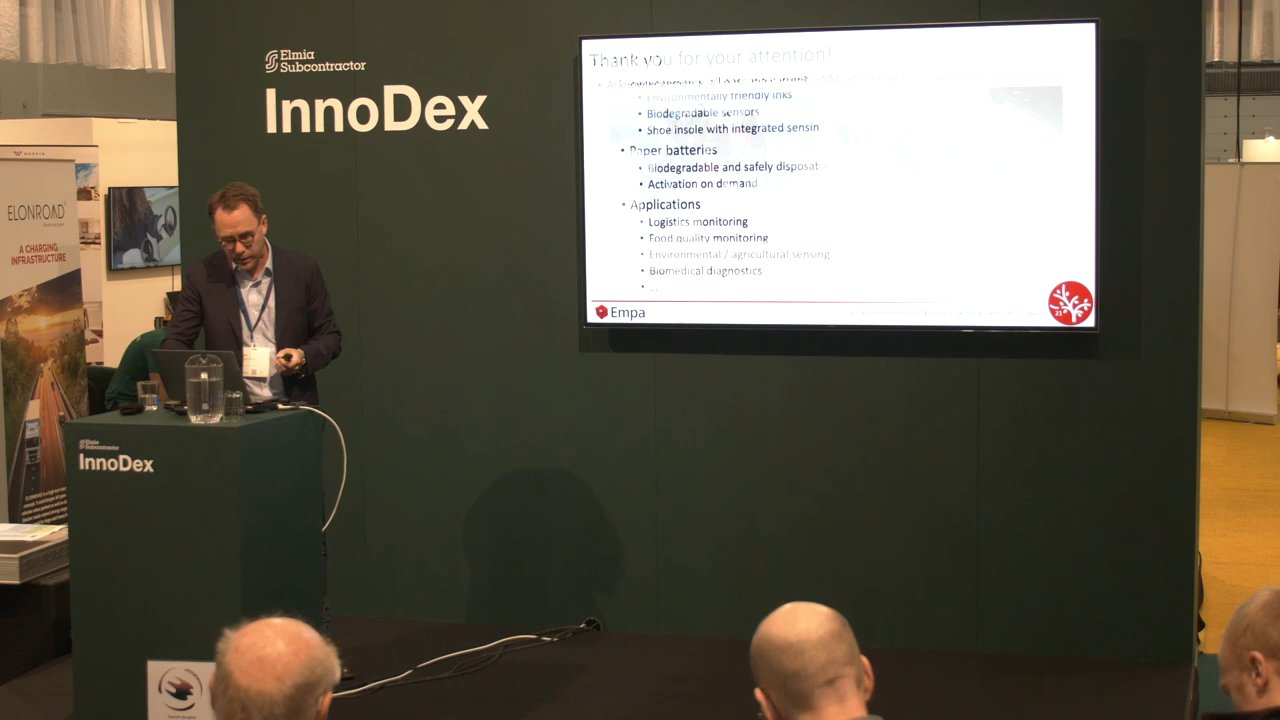 Elmia
Subcontractor
InnoDex
Thank you for your attention!
Environmentally friendly inks
• Biodegradable sensors
• Shoe insole with integrated sensin
• Paper batteries
• Biodegradable and safely disposat
• Activation on demand
• Applications
• Logistics monitoring
• Food quality monitoring
• Environmental / agricultural sensing
• Biomedical diagnostics
• ...
Empa
21
ELONROAD
A CHARGING
INFRASTRUCTURE
Elmia
Subcontractor
InnoDex